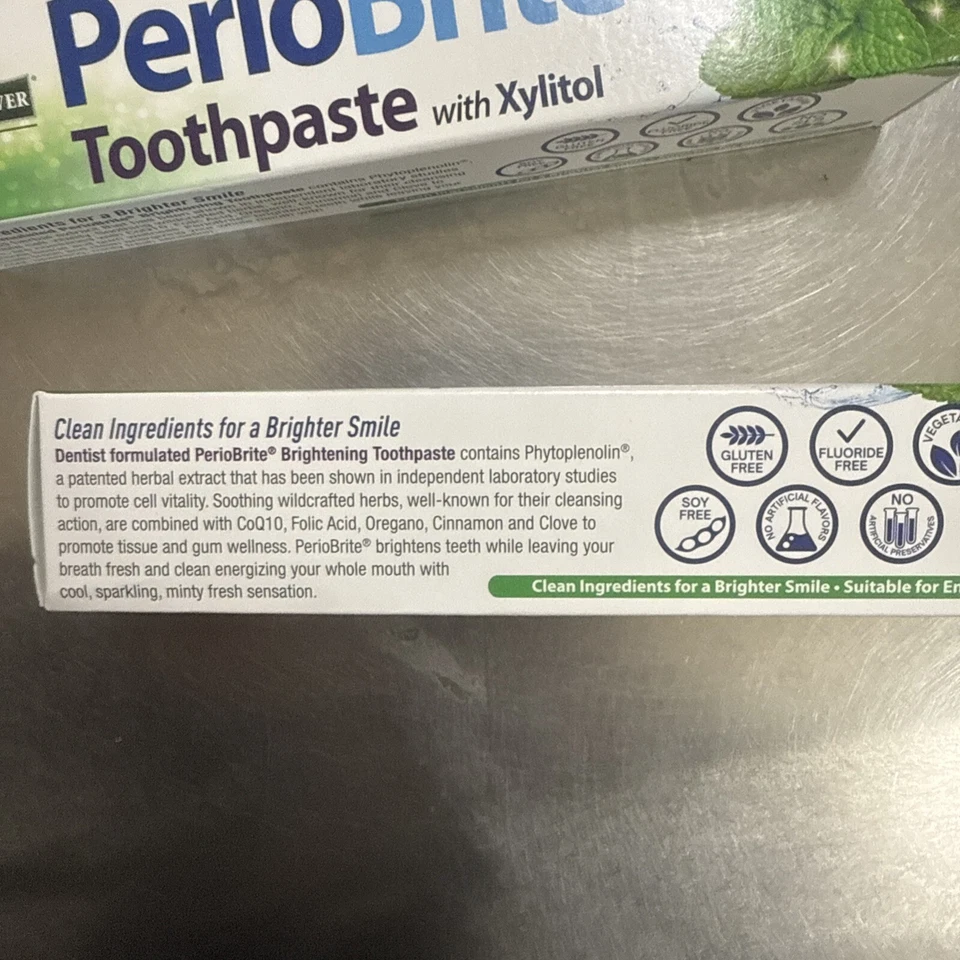 PerioBrite
Toothpaste with Xylitol
for a Brighter Smile
Clean Ingredients for a Brighter Smile
Dentist formulated PerioBrite® Brightening Toothpaste contains Phytoplenolin®,
a patented herbal extract that has been shown in independent laboratory studies
to promote cell vitality. Soothing wildcrafted herbs, well-known for their cleansing
action, are combined with CoQ10, Folic Acid, Oregano, Cinnamon and Clove to
promote tissue and gum wellness. PerioBrite® brightens teeth while leaving your
breath fresh and clean energizing your whole mouth with
cool, sparkling, minty fresh sensation.
GLUTEN
FREE
FLUORIDE
FREE
VEGETA
SOY
FREE
NO ARTIFICIAL FLAVORS
NO
ARTIFICIAL PRESERVATIVES
Clean Ingredients for a Brighter Smile • Suitable for En